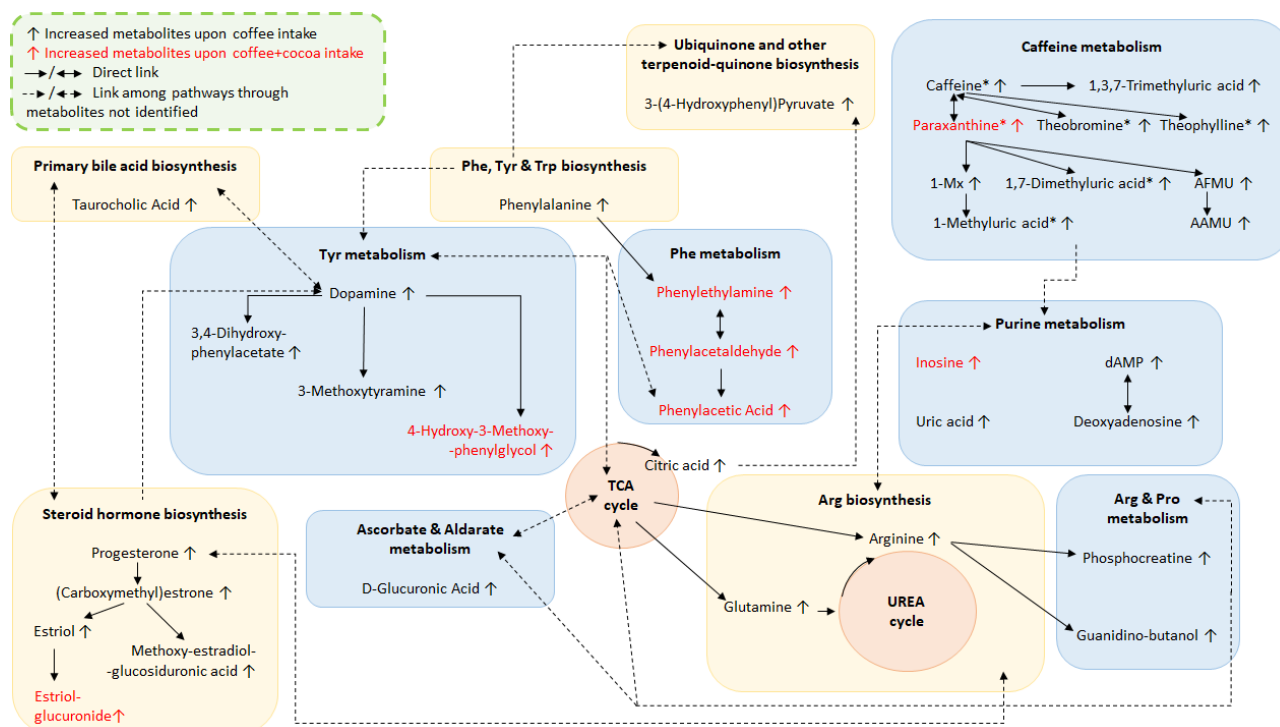 ↑ Increased metabolites upon coffee intake
↑ Increased metabolites upon coffee+cocoa intake
/ Direct link
/ Link among pathways through
metabolites not identified
Ubiquinone and other
terpenoid-quinone biosynthesis
3-(4-Hydroxyphenyl)Pyruvate ↑
Caffeine metabolism
Caffeine* ↑
1,3,7-Trimethyluric acid ↑
Paraxanthine* ↑
Theobromine* ↑
Theophylline* ↑
1-Mx ↑
1,7-Dimethyluric acid* ↑
AFMU ↑
1-Methyluric acid* ↑
AAMU ↑
Primary bile acid biosynthesis
Taurocholic Acid ↑
Phe, Tyr & Trp biosynthesis
Phenylalanine ↑
Tyr metabolism
Dopamine ↑
3,4-Dihydroxy-
phenylacetate ↑
3-Methoxytyramine ↑
4-Hydroxy-3-Methoxy-
-phenylglycol ↑
Phe metabolism
Phenylethylamine ↑
Phenylacetaldehyde ↑
Phenylacetic Acid ↑
Purine metabolism
Inosine ↑
dAMP ↑
Uric acid ↑
Deoxyadenosine ↑
Citric acid ↑
TCA
cycle
Steroid hormone biosynthesis
Progesterone ↑
(Carboxymethyl)estrone ↑
Estriol ↑
Methoxy-estradiol-
-glucosiduronic acid ↑
Estriol-
glucuronide↑
Ascorbate & Aldarate
metabolism
D-Glucuronic Acid ↑
Arg biosynthesis
Arginine ↑
Glutamine ↑
UREA
cycle
Arg & Pro
metabolism
Phosphocreatine ↑
Guanidino-butanol ↑